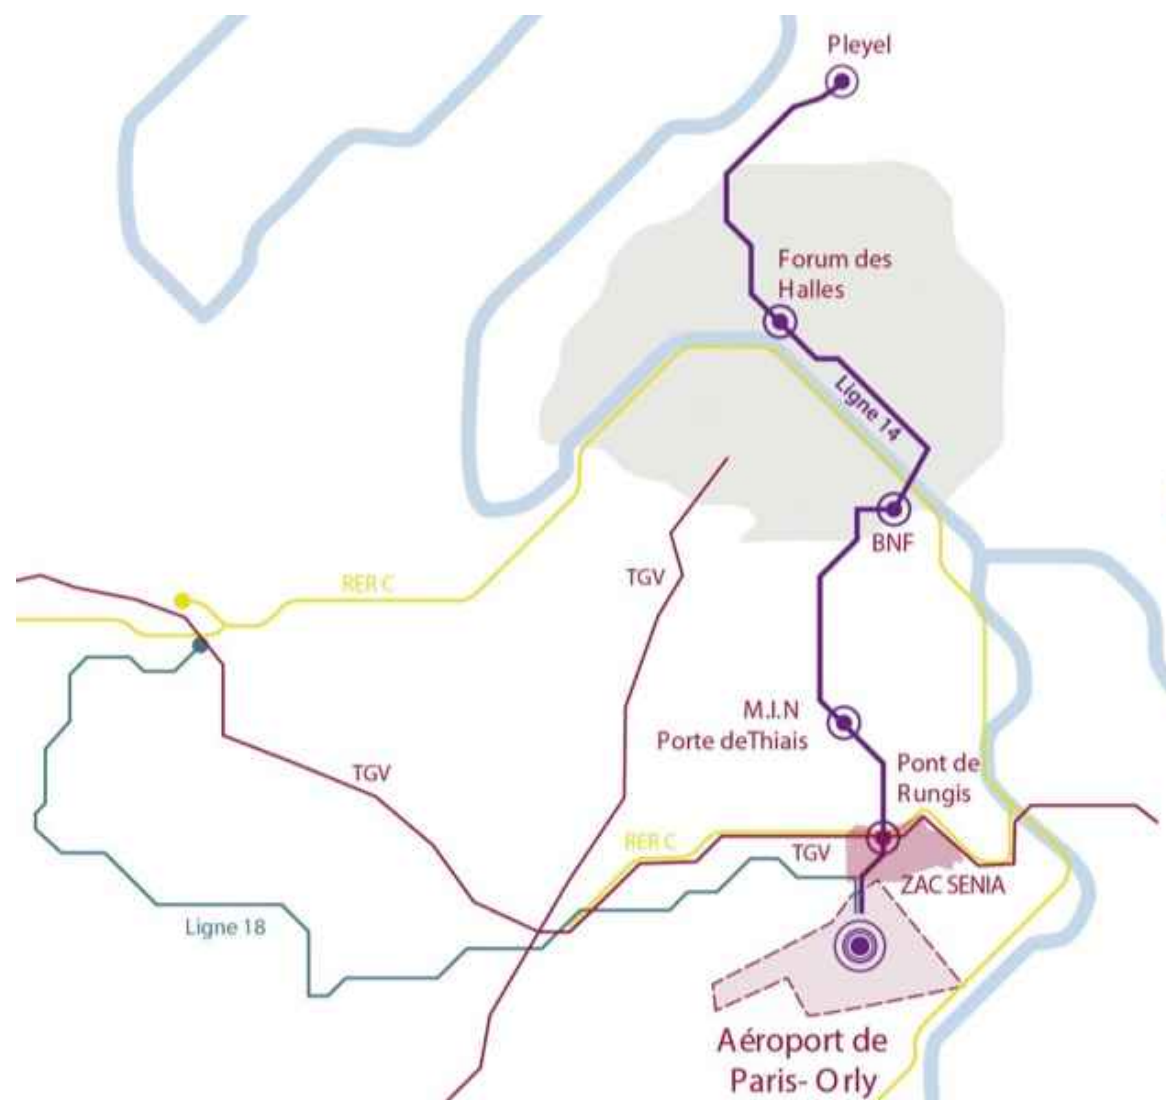 Pleyel
Forum des
Halles
Ligne 14
BNF
TGV
RER C
M.I.N
Porte deThiais
Pont de
Rungis
TGV
RER C
TGV
ZAC SENIA
Ligne 18
Aéroport de
Paris- Orly